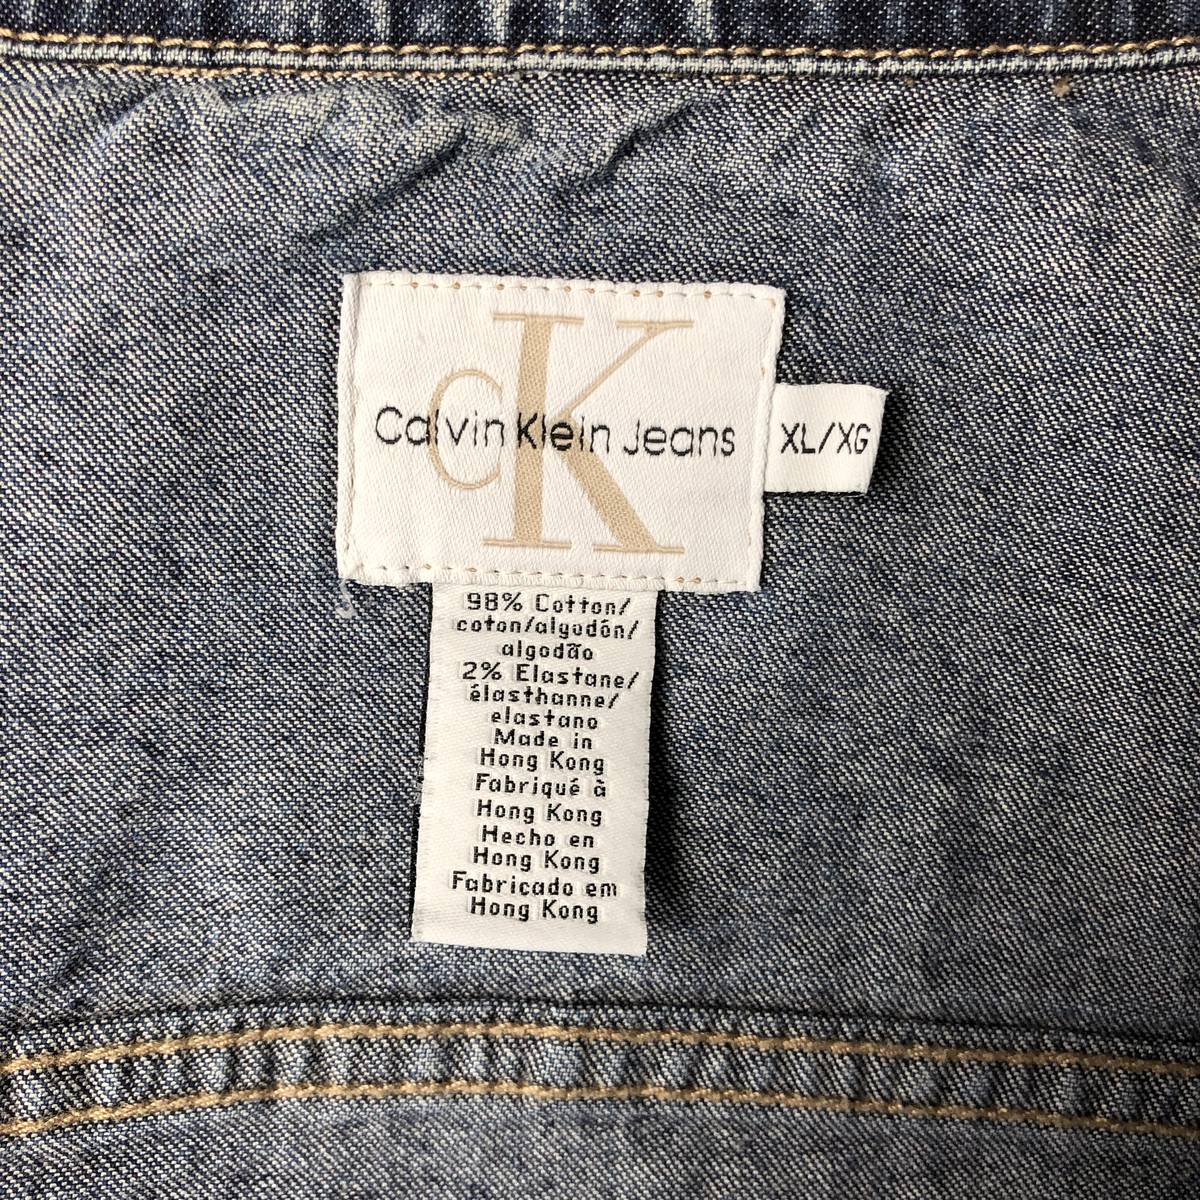 cK
Calvin Klein Jeans
XL/XG
98% Cotton/
coton/algodón/
algodão
2% Elastane/
élasthanne/
elastano
Made in
Hong Kong
Fabriqué à
Hong Kong
Hecho en
Hong Kong
Fabricado em
Hong Kong